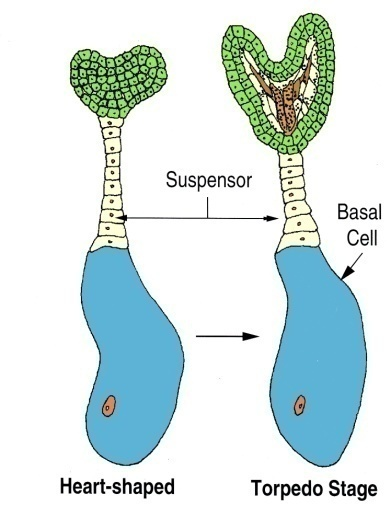 Suspensor
Basal
Cell
Heart-shaped
Torpedo Stage